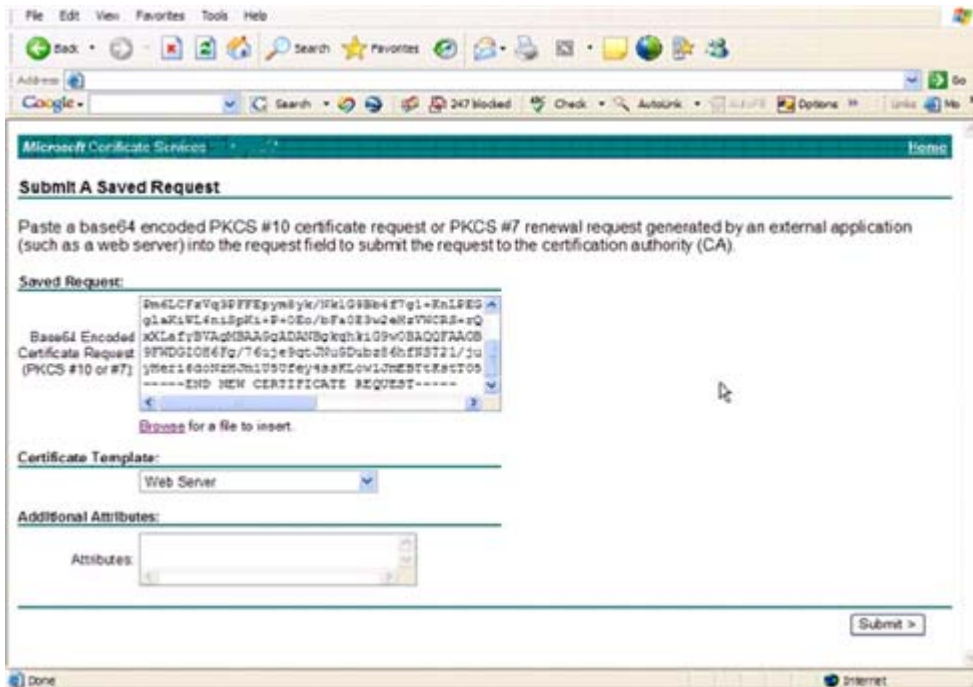 File Edit View Favorites Tools Help
Back Search Favorites
Address Go
Google Search 247 blocked Check AutoLink AutoFill Options Links
Microsoft Certificate Services Home
Submit A Saved Request
Paste a base64 encoded PKCS #10 certificate request or PKCS #7 renewal request generated by an external application
(such as a web server) into the request field to submit the request to the certification authority (CA).
Saved Request:
Base64 Encoded
Certificate Request
(PKCS #10 or #7):
-----END NEW CERTIFICATE REQUEST-----
Browse for a file to insert.
Certificate Template:
Web Server
Additional Attributes:
Attributes:
Submit >
Done Internet